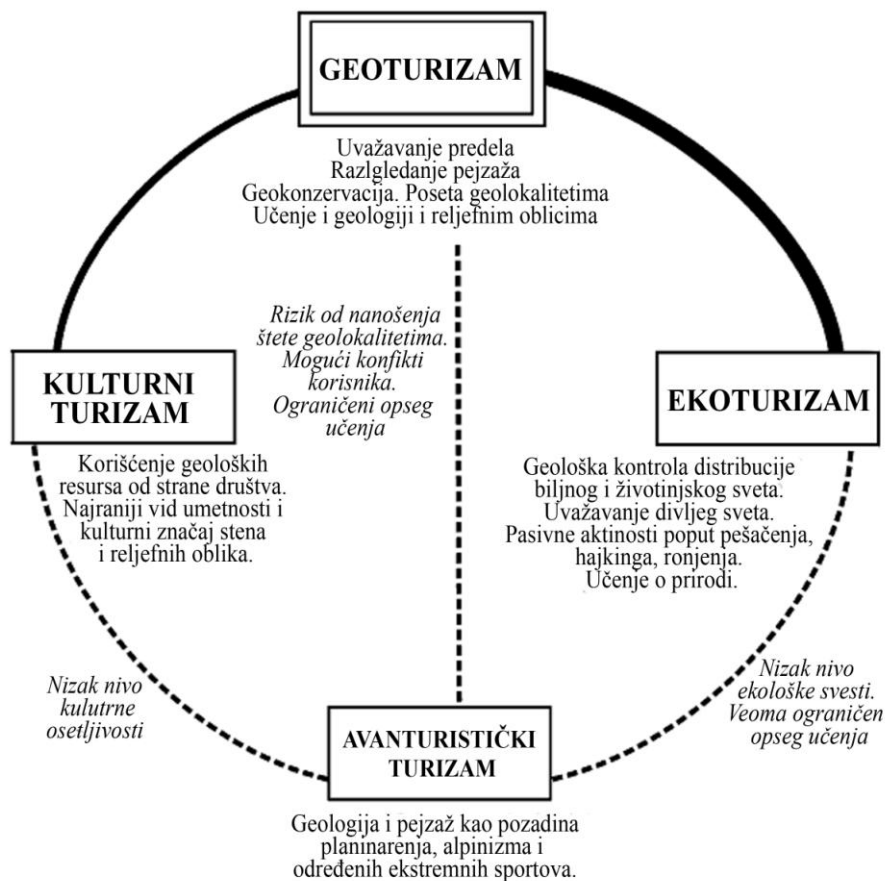 GEOTURIZAM
Uvažavanje predela
Razlgledanje pejzaža
Geokonzervacija. Poseta geolokalitetima
Učenje i geologiji i reljefnim oblicima
Rizik od nanošenja
štete geolokalitetima.
Mogući konfikti
korisnika.
Ograničeni opseg
učenja
KULTURNI
TURIZAM
Korišćenje geoloških
resursa od strane društva.
Najraniji vid umetnosti i
kulturni značaj stena
i reljefnih oblika.
EKOTURIZAM
Geološka kontrola distribucije
biljnog i životinjskog sveta.
Uvažavanje divljeg sveta.
Pasivne aktinosti poput pešačenja,
hajkinga, ronjenja.
Učenje o prirodi.
Nizak nivo
kulutrne
osetljivosti
Nizak nivo
ekološke svesti.
Veoma ograničen
opseg učenja
AVANTURISTIČKI
TURIZAM
Geologija i pejzaž kao pozadina
planinarenja, alpinizma i
određenih ekstremnih sportova.